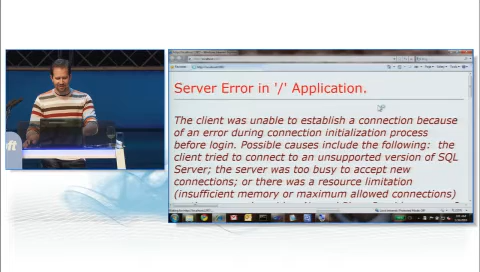 Server Error in '/' Application.
The client was unable to establish a connection because
of an error during connection initialization process
before login. Possible causes include the following:  the
client tried to connect to an unsupported version of SQL
Server; the server was too busy to accept new
connections; or there was a resource limitation
(insufficient memory or maximum allowed connections)